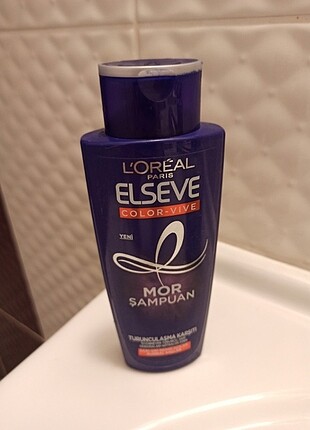 L'ORÉAL
PARIS
ELSEVE
COLOR-VIVE
YENİ
MOR
ŞAMPUAN
TURUNCULAŞMA KARŞITI